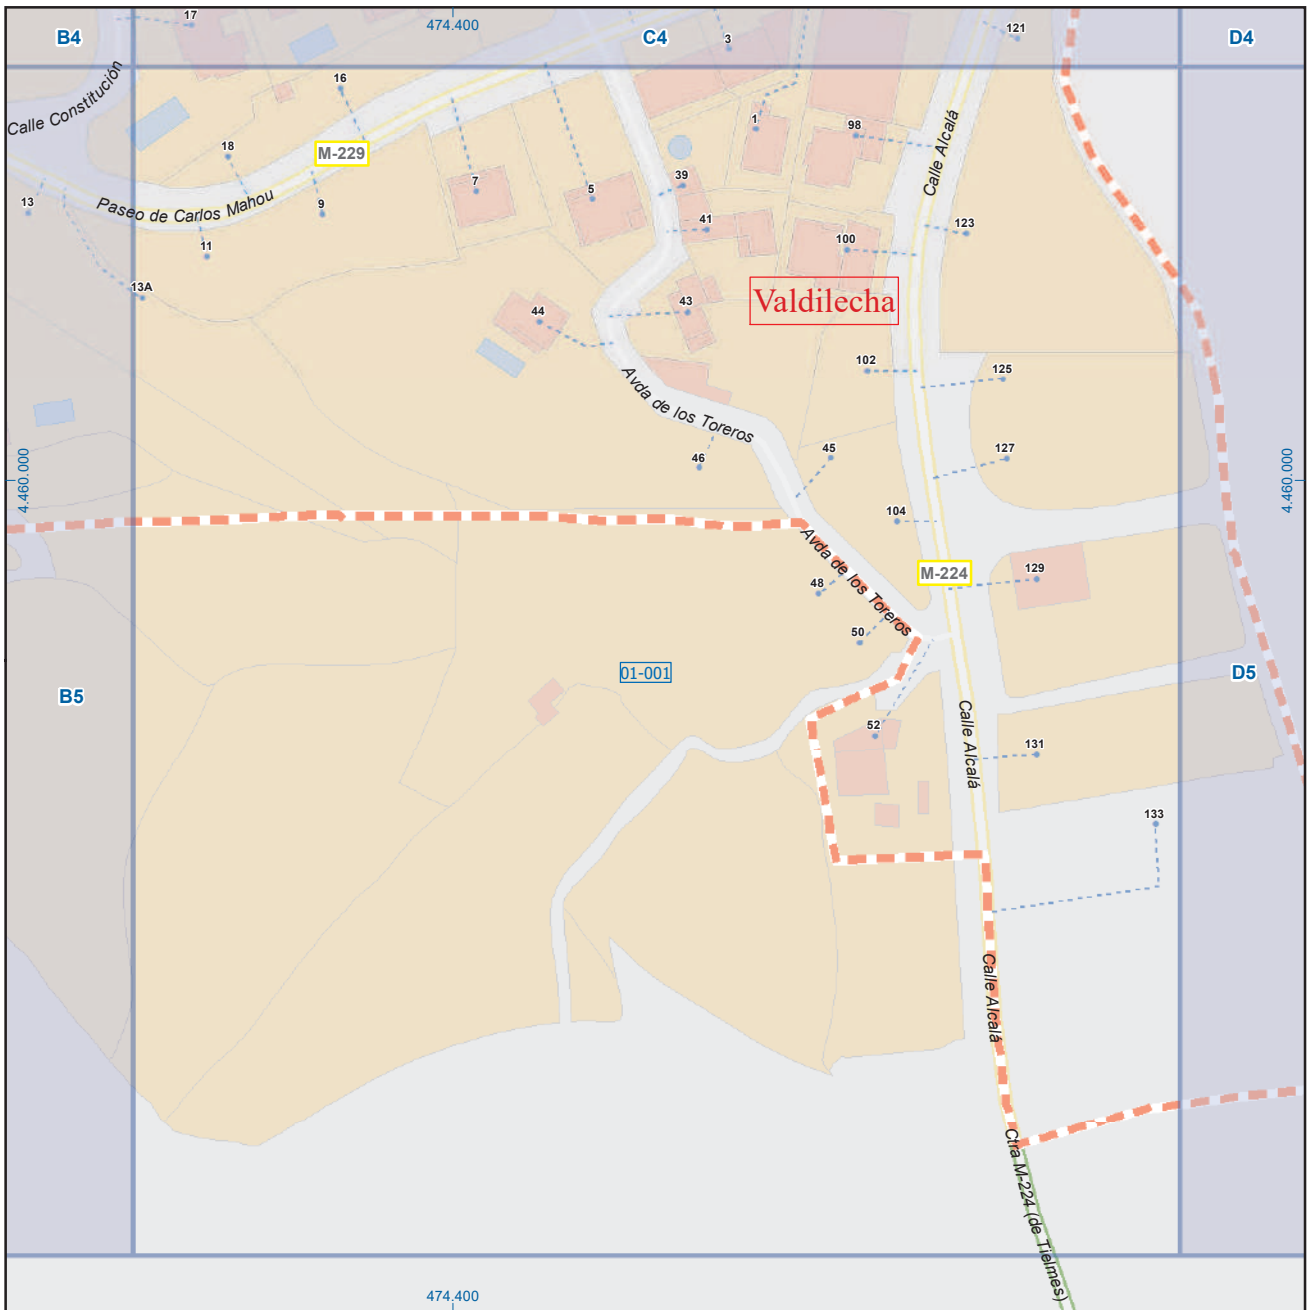 17
474.400
B4
C4
D4
3
121
16
Calle Constitución
1
98
Calle Alcalá
18
M-229
7
5
39
13
Paseo de Carlos Mahou
9
41
123
11
100
13A
Valdilecha
44
43
102
125
Avda de los Toreros
46
45
127
4.460.000
4.460.000
104
Avda de los Toreros
M-224
129
48
50
01-001
D5
B5
52
Calle Alcalá
131
133
Calle Alcalá
Ctra M-224 (de Tielmes)
474.400